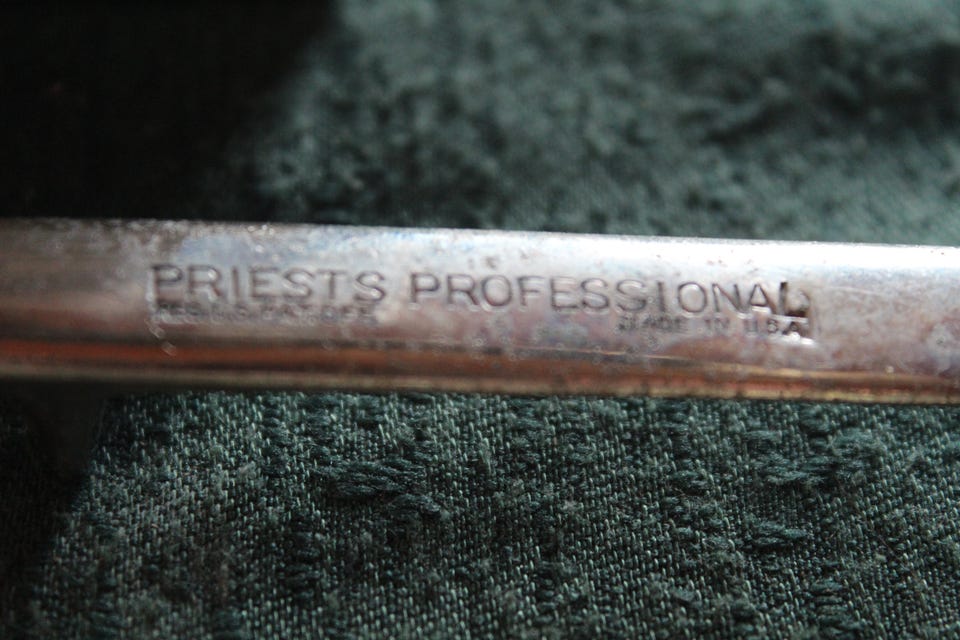 PRIESTS PROFESSIONAL
REG. U.S. PAT. OFF. MADE IN U.S.A.